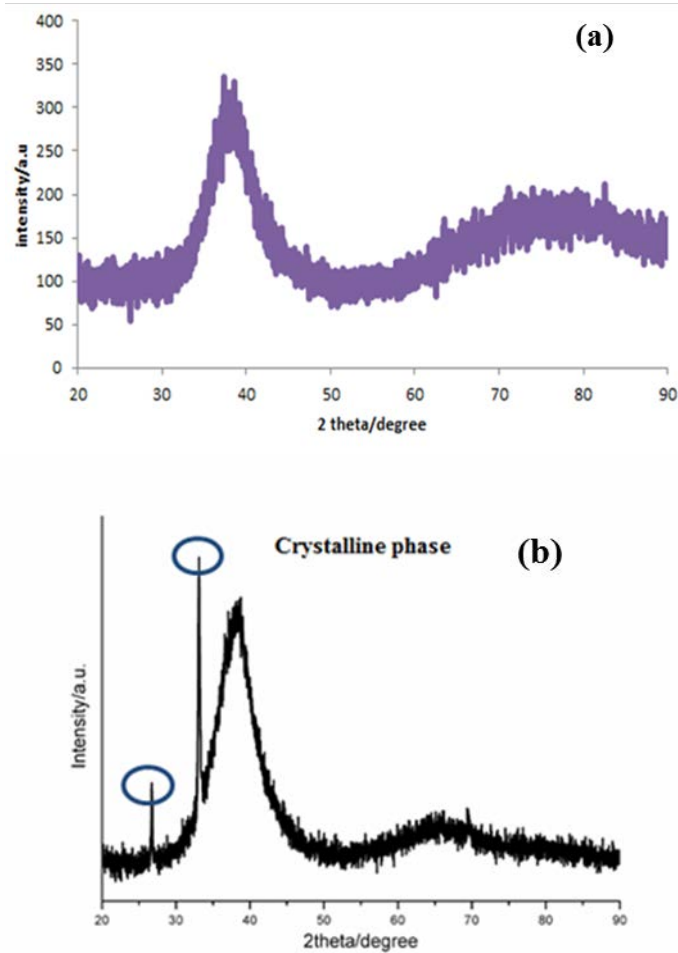 400
(a)
350
300
250
200
150
100
50
0
intensity/a.u
20 30 40 50 60 70 80 90
2 theta/degree
Crystalline phase (b)
Intensity/a.u.
20 30 40 50 60 70 80 90
2theta/degree